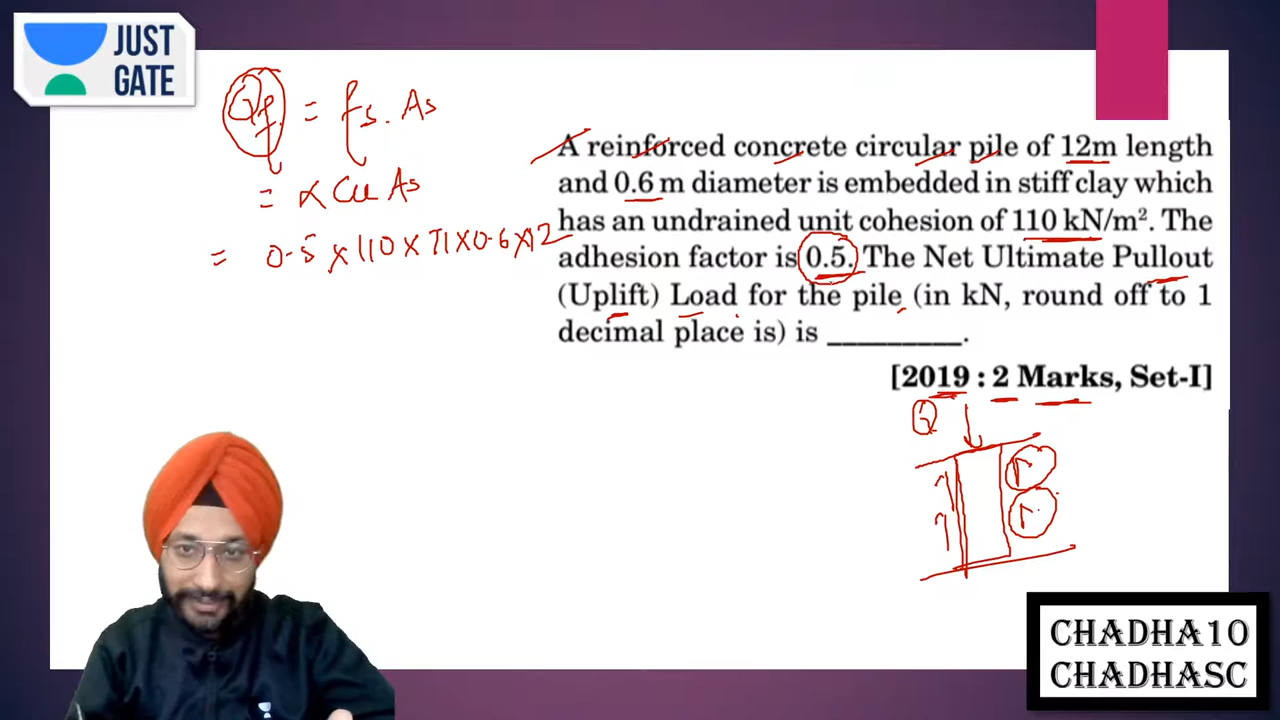 JUST
GATE
Qf = fs. As
= α Cu As
= 0.5 × 110 × π × 0.6 × 12
A reinforced concrete circular pile of 12m length
and 0.6 m diameter is embedded in stiff clay which
has an undrained unit cohesion of 110 kN/m². The
adhesion factor is 0.5. The Net Ultimate Pullout
(Uplift) Load for the pile (in kN, round off to 1
decimal place is) is _________.
[2019 : 2 Marks, Set-I]
Q
CHADHA10
CHADHASC